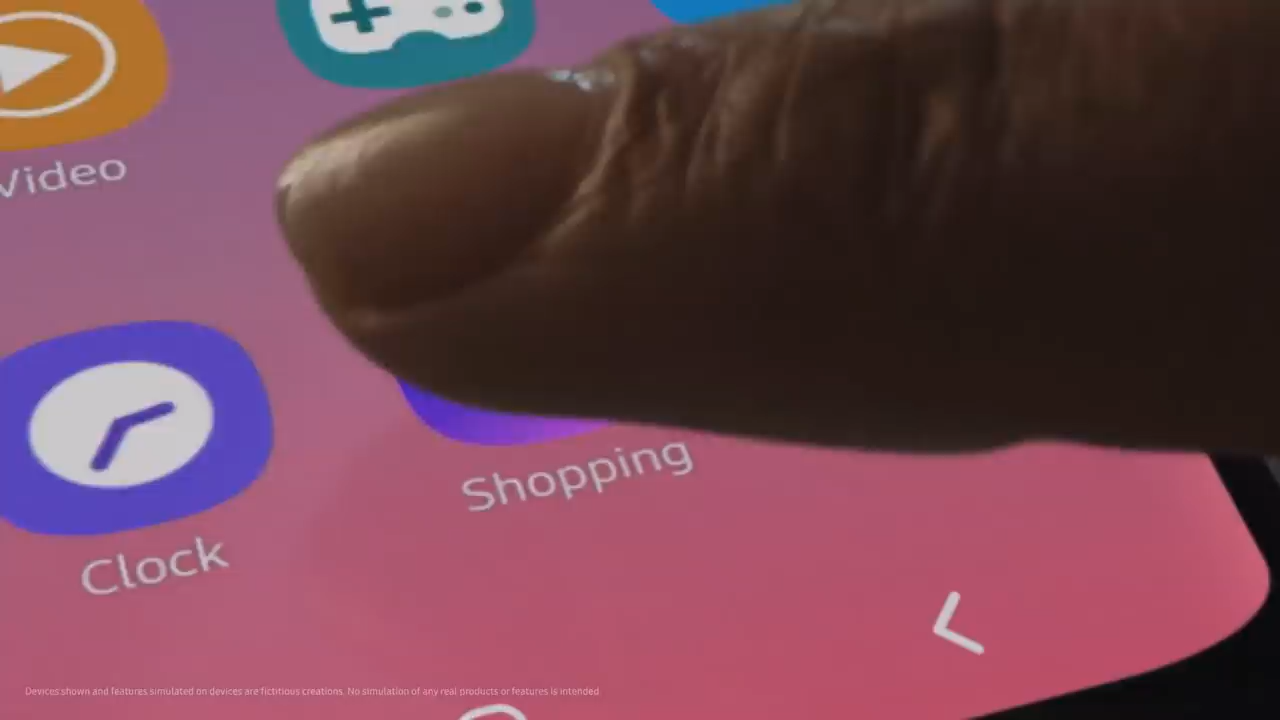 Video
Shopping
Clock
Devices shown and features simulated on devices are fictitious creations. No simulation of any real products or features is intended.